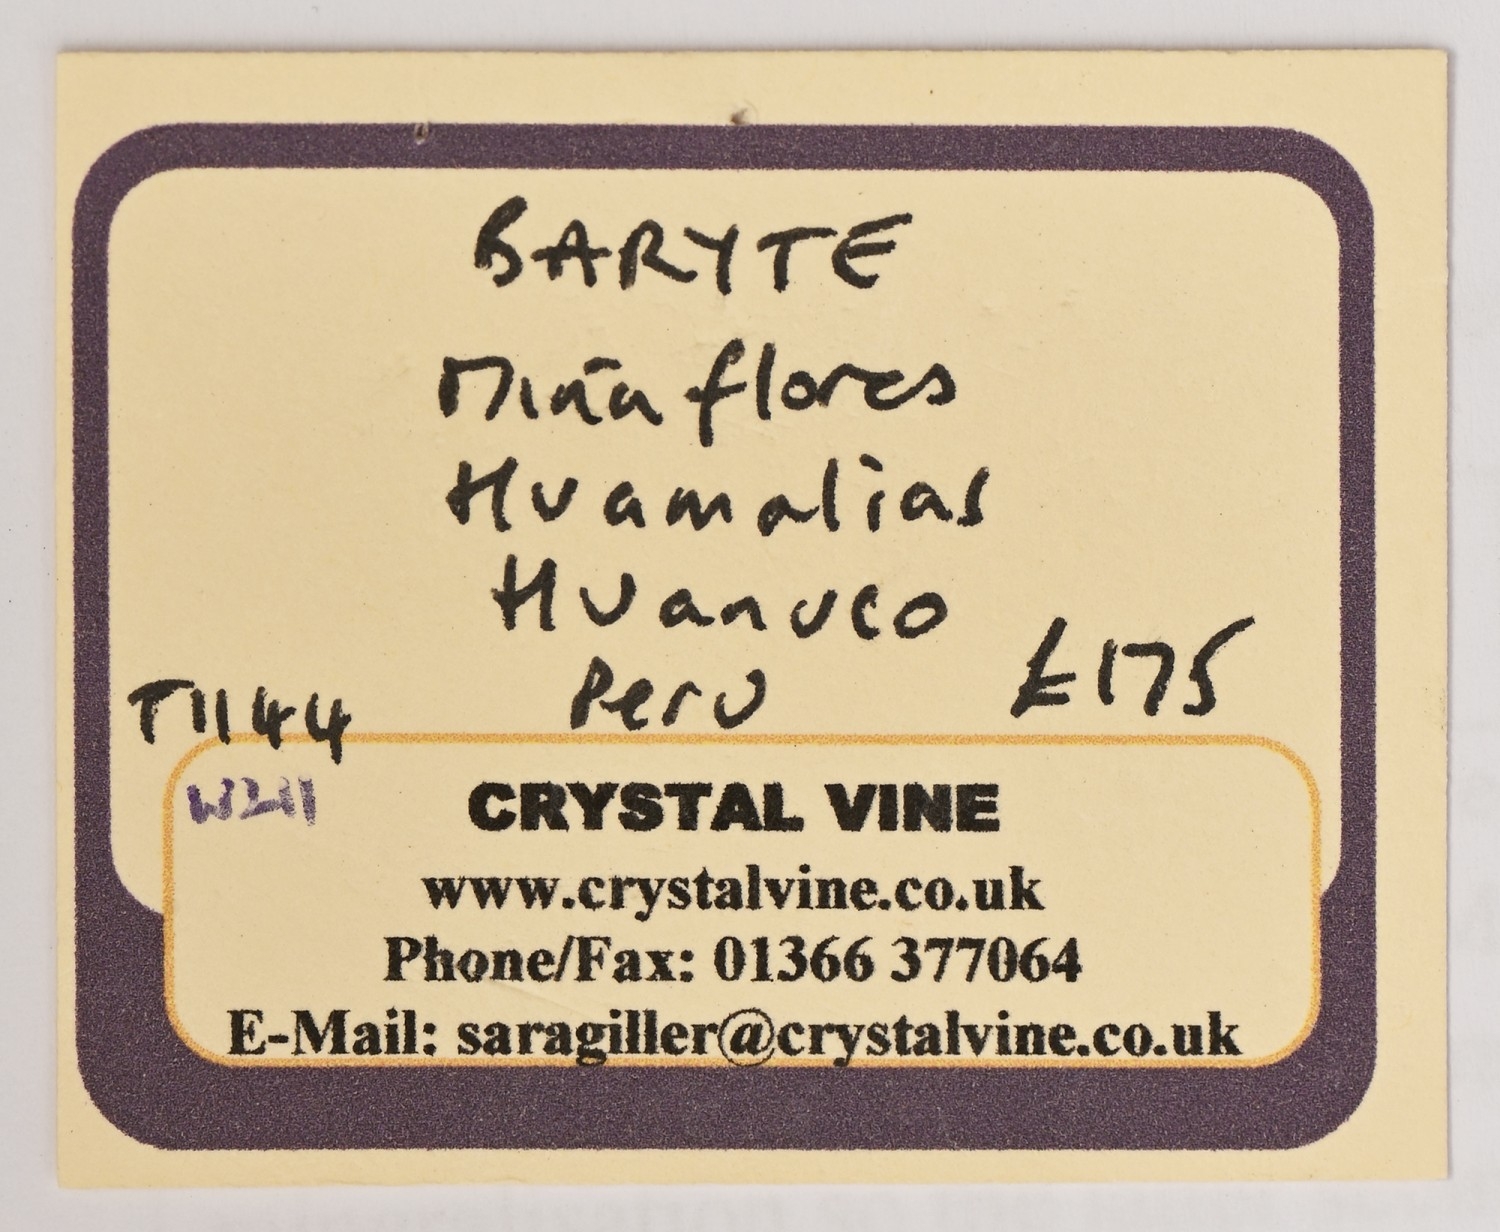 BARYTE
Miña flores
Huamalias
Huanuco
Peru
£175
T1144
W211
CRYSTAL VINE
www.crystalvine.co.uk
Phone/Fax: 01366 377064
E-Mail: saragiller@crystalvine.co.uk